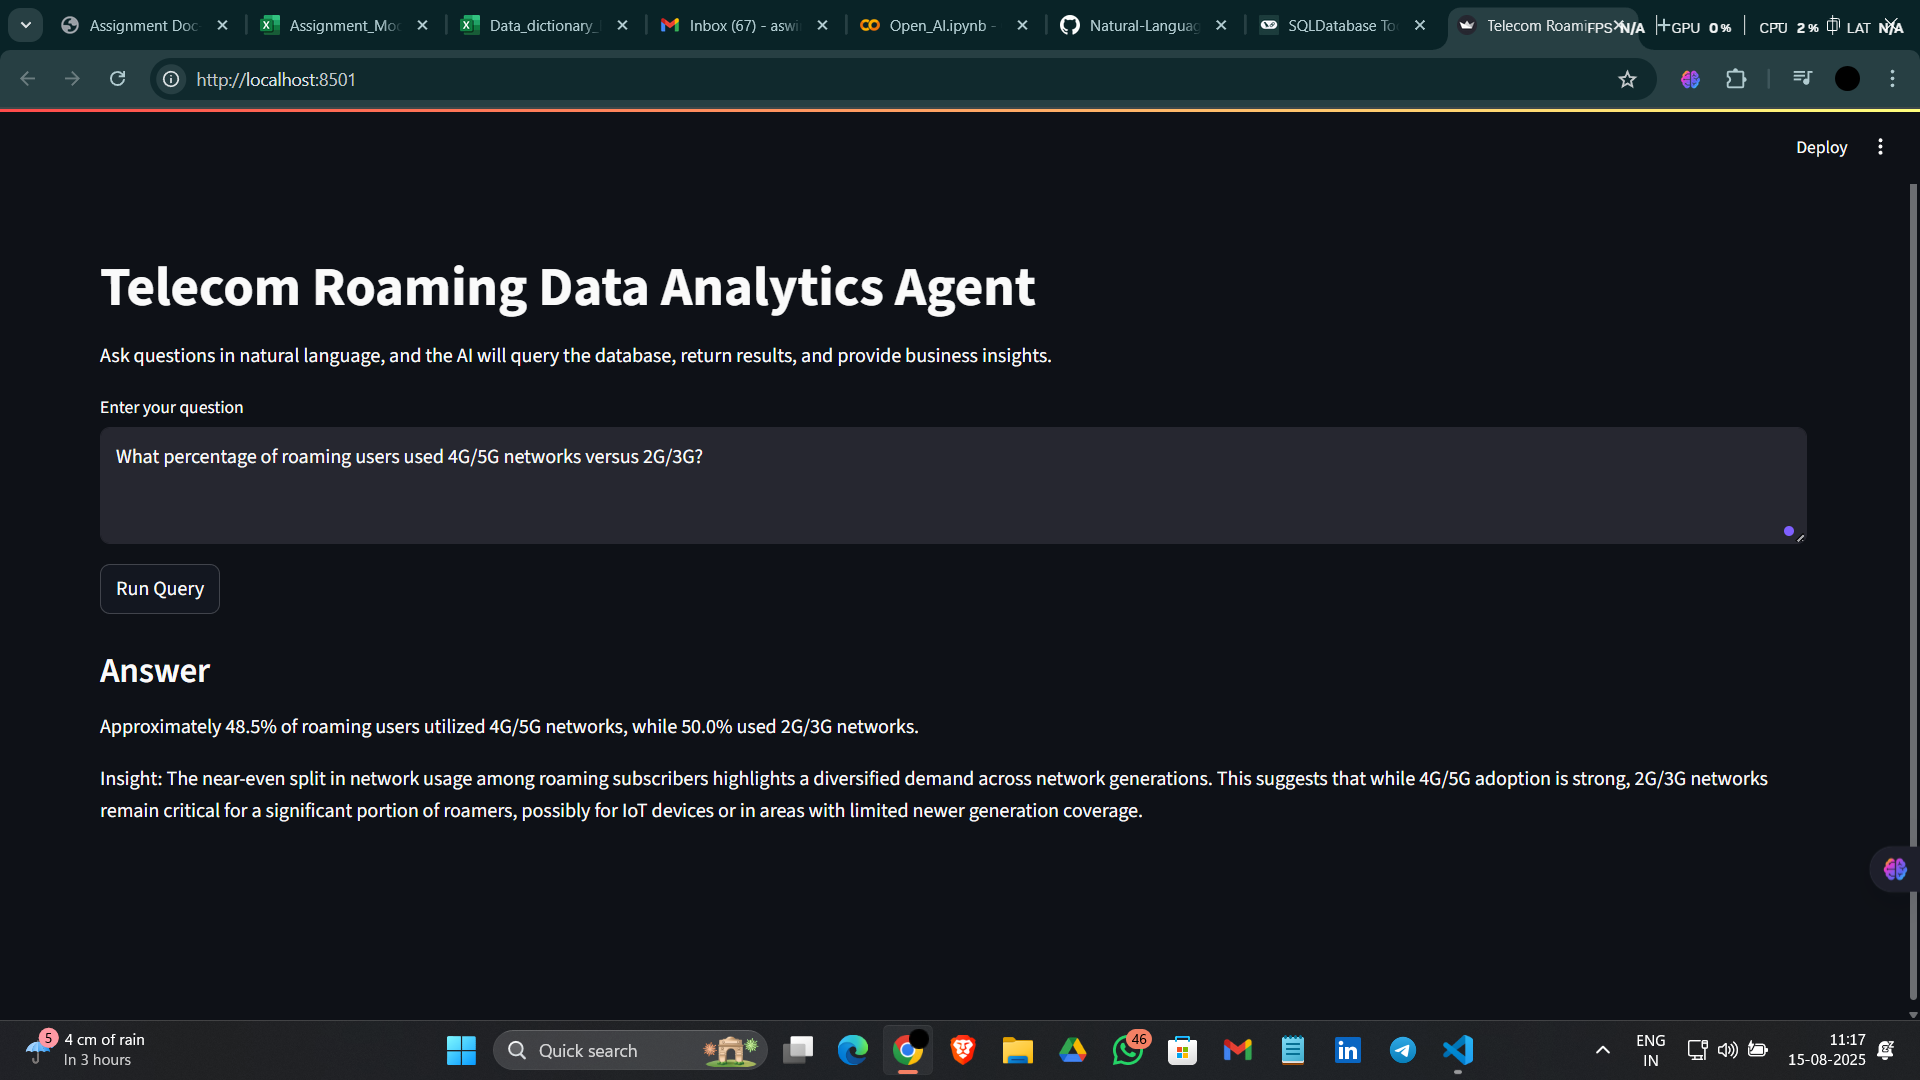 Assignment Doc
Assignment_Moc
Data_dictionary_
Inbox (67) - aswi
Open_AI.ipynb -
Natural-Languag
SQLDatabase To
Telecom Roami
FPS N/A
GPU 0%
CPU 2%
LAT N/A
http://localhost:8501
Deploy
Telecom Roaming Data Analytics Agent
Ask questions in natural language, and the AI will query the database, return results, and provide business insights.
Enter your question
What percentage of roaming users used 4G/5G networks versus 2G/3G?
Run Query
Answer
Approximately 48.5% of roaming users utilized 4G/5G networks, while 50.0% used 2G/3G networks.
Insight: The near-even split in network usage among roaming subscribers highlights a diversified demand across network generations. This suggests that while 4G/5G adoption is strong, 2G/3G networks
remain critical for a significant portion of roamers, possibly for IoT devices or in areas with limited newer generation coverage.
5
4 cm of rain
In 3 hours
Quick search
46
ENG
IN
11:17
15-08-2025